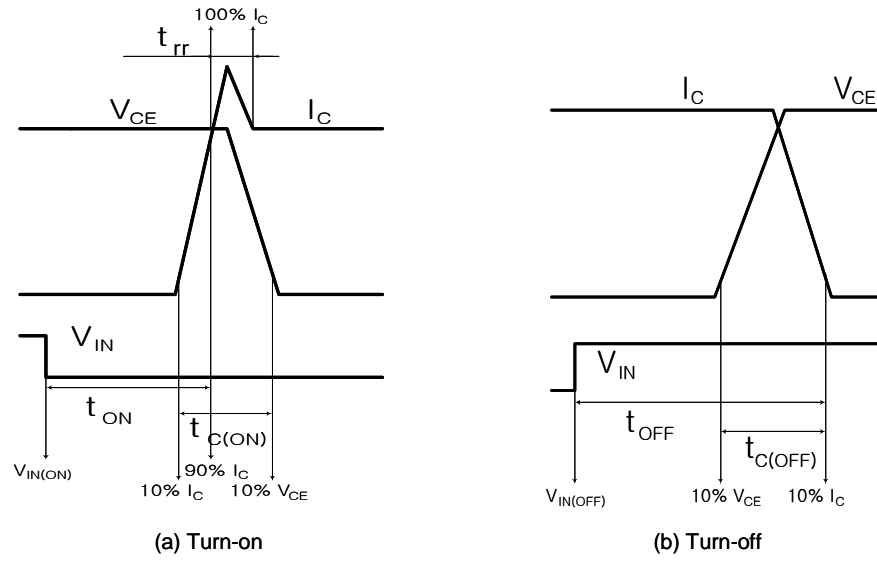 100% IC
trr
VCE
IC
VIN
tON
tC(ON)
VIN(ON)
90% IC
10% IC
10% VCE
(a) Turn-on
IC
VCE
VIN
tOFF
tC(OFF)
VIN(OFF)
10% VCE
10% IC
(b) Turn-off